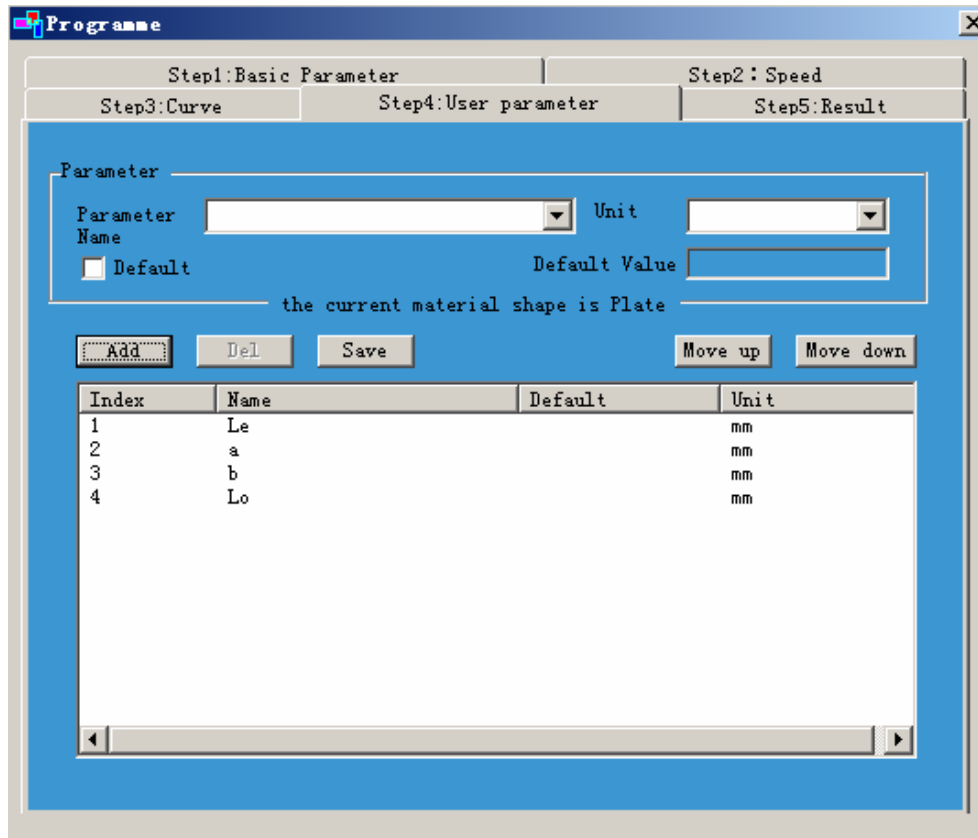 Programme
Step1:Basic Parameter Step2：Speed
Step3:Curve Step4:User parameter Step5:Result
Parameter
Parameter Name Unit
Default Default Value
the current material shape is Plate
Add Del Save Move up Move down
Index Name Default Unit
1 Le mm
2 a mm
3 b mm
4 Lo mm